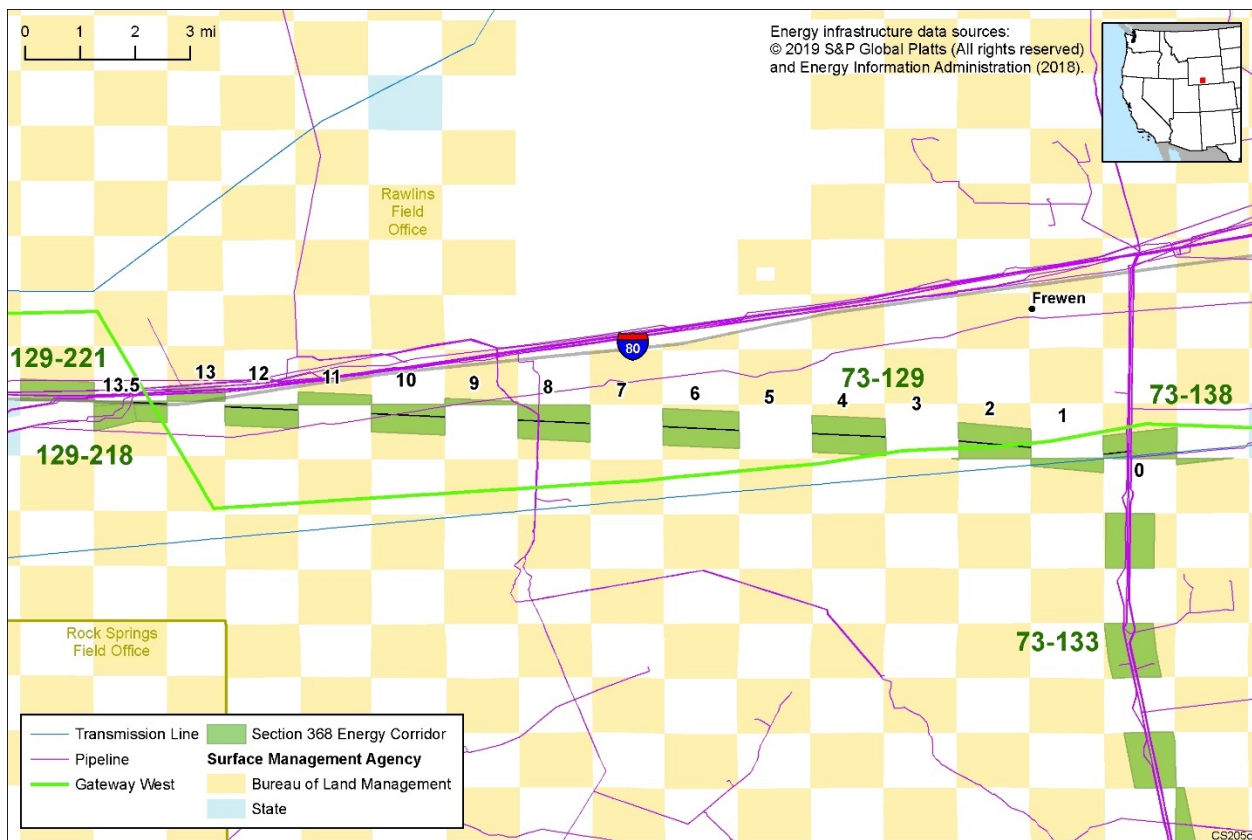 0 1 2 3 mi
Energy infrastructure data sources:
© 2019 S&P Global Platts (All rights reserved)
and Energy Information Administration (2018).
Rawlins
Field
Office
Frewen
80
129-221
13.5
13
12
11
10
9
8
7
6
5
4
3
2
1
0
73-129
73-138
129-218
73-133
Rock Springs
Field Office
Transmission Line
Pipeline
Gateway West
Section 368 Energy Corridor
Surface Management Agency
Bureau of Land Management
State
CS205c